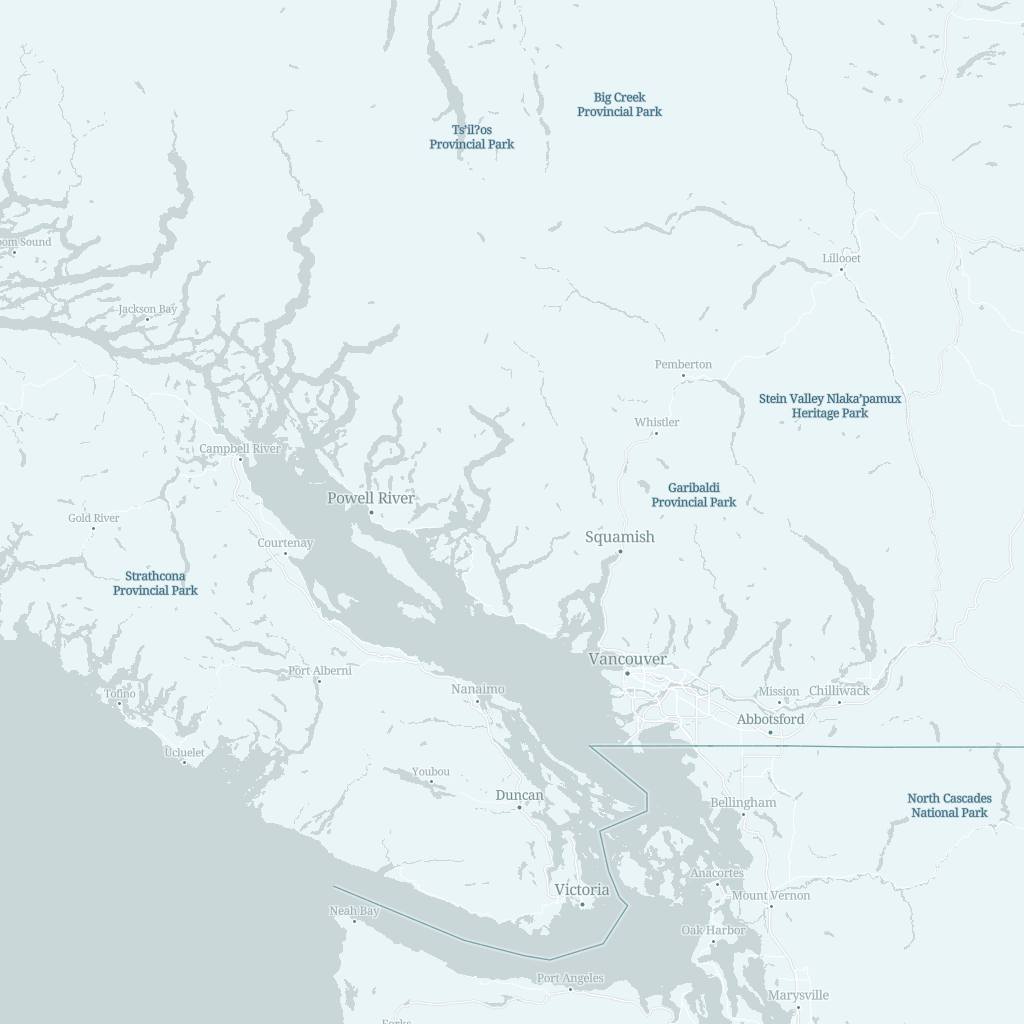 Big Creek
Provincial Park
Ts'il?os
Provincial Park
oom Sound
Lillooet
Jackson Bay
Pemberton
Stein Valley Nlaka'pamux
Heritage Park
Whistler
Campbell River
Garibaldi
Provincial Park
Powell River
Gold River
Squamish
Courtenay
Strathcona
Provincial Park
Vancouver
Port Alberni
Nanaimo
Tofino
Mission
Chilliwack
Abbotsford
Ucluelet
Youbou
Duncan
Bellingham
North Cascades
National Park
Anacortes
Victoria
Mount Vernon
Neah Bay
Oak Harbor
Port Angeles
Marysville
Forks